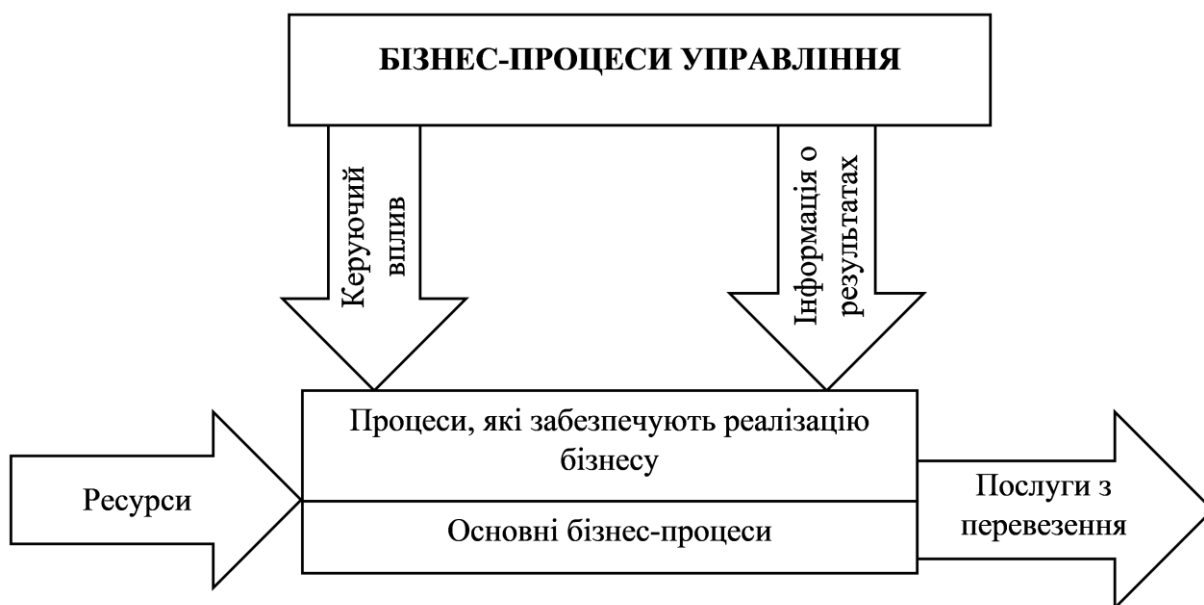 БІЗНЕС-ПРОЦЕСИ УПРАВЛІННЯ
Керуючий
вплив
Інформація о
результатах
Процеси, які забезпечують реалізацію
бізнесу
Ресурси
Основні бізнес-процеси
Послуги з
перевезення